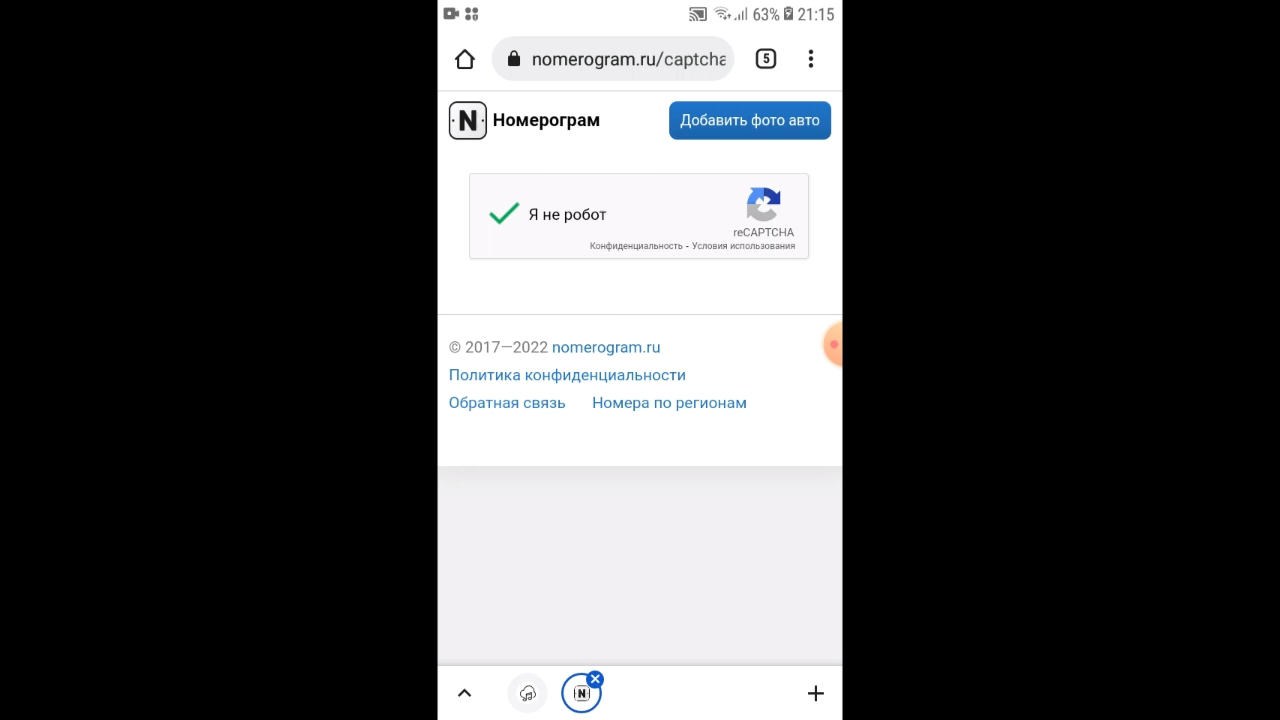 63% 21:15
nomerogram.ru/captcha 5
N Номерограм Добавить фото авто
Я не робот
reCAPTCHA
Конфиденциальность - Условия использования
© 2017—2022 nomerogram.ru
Политика конфиденциальности
Обратная связь Номера по регионам
N